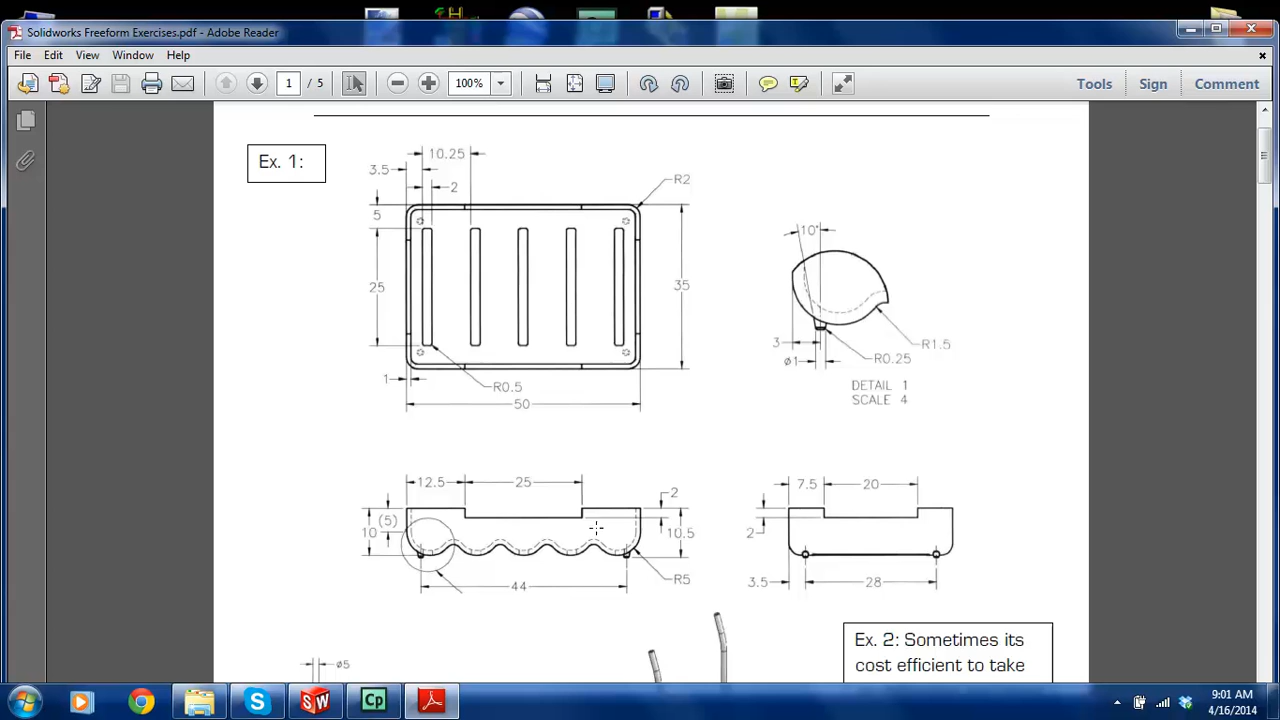 Solidworks Freeform Exercises.pdf - Adobe Reader
File Edit View Window Help
1 / 5 100% Tools Sign Comment
Ex. 1:
10.25
3.5
2
R2
5
25
35
1
R0.5
50
10°
3
R1.5
R0.25
ø1
DETAIL 1
SCALE 4
12.5 25 2
(5)
10 10.5
44 R5
7.5 20
2
3.5 28
Ex. 2: Sometimes its
cost efficient to take
ø5
9:01 AM
4/16/2014